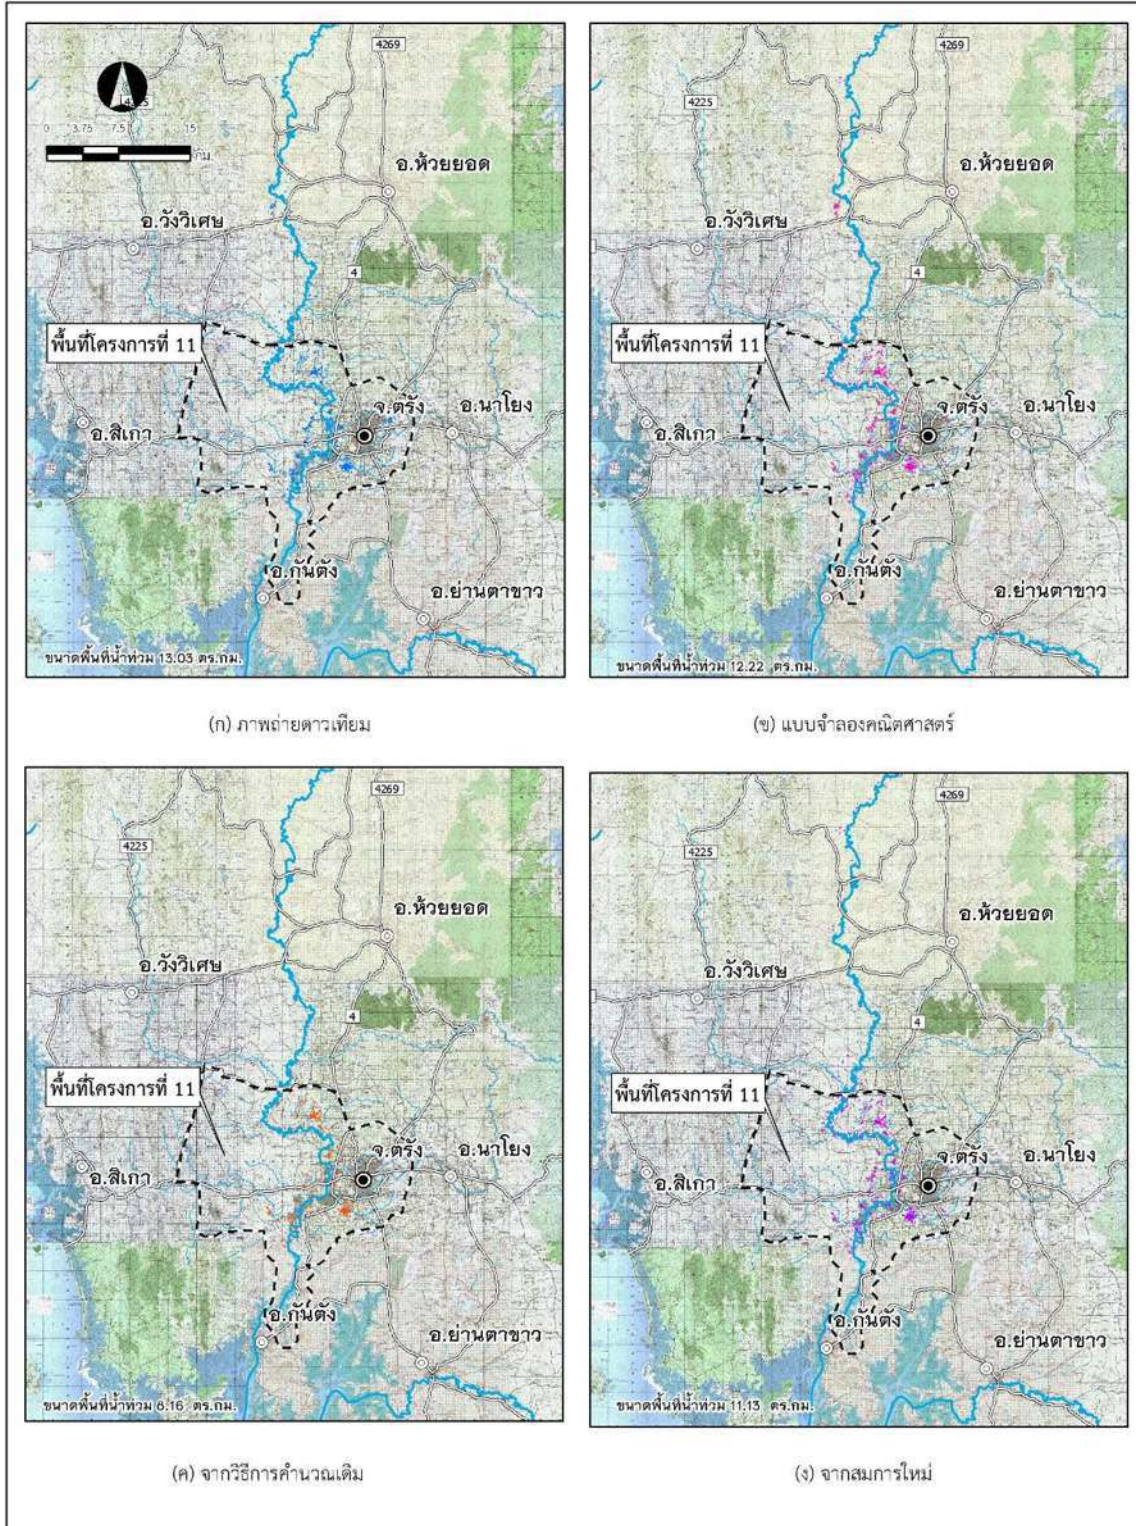 4269
4225
0 3.75 7.5 15
กม.
อ.ห้วยยอด
อ.วังวิเศษ
4
พื้นที่โครงการที่ 11
จ.ตรัง
อ.นาโยง
อ.สิเกา
อ.กันตัง
อ.ย่านตาขาว
ขนาดพื้นที่น้ำท่วม 13.03 ตร.กม.
(ก) ภาพถ่ายดาวเทียม
4269
4225
อ.ห้วยยอด
อ.วังวิเศษ
4
พื้นที่โครงการที่ 11
จ.ตรัง
อ.นาโยง
อ.สิเกา
อ.กันตัง
อ.ย่านตาขาว
ขนาดพื้นที่น้ำท่วม 12.22 ตร.กม.
(ข) แบบจำลองคณิตศาสตร์
4269
4225
อ.ห้วยยอด
อ.วังวิเศษ
4
พื้นที่โครงการที่ 11
จ.ตรัง
อ.นาโยง
อ.สิเกา
อ.กันตัง
อ.ย่านตาขาว
ขนาดพื้นที่น้ำท่วม 8.16 ตร.กม.
(ค) จากวิธีการคำนวณเดิม
4269
4225
อ.ห้วยยอด
อ.วังวิเศษ
4
พื้นที่โครงการที่ 11
จ.ตรัง
อ.นาโยง
อ.สิเกา
อ.กันตัง
อ.ย่านตาขาว
ขนาดพื้นที่น้ำท่วม 11.13 ตร.กม.
(ง) จากสมการใหม่